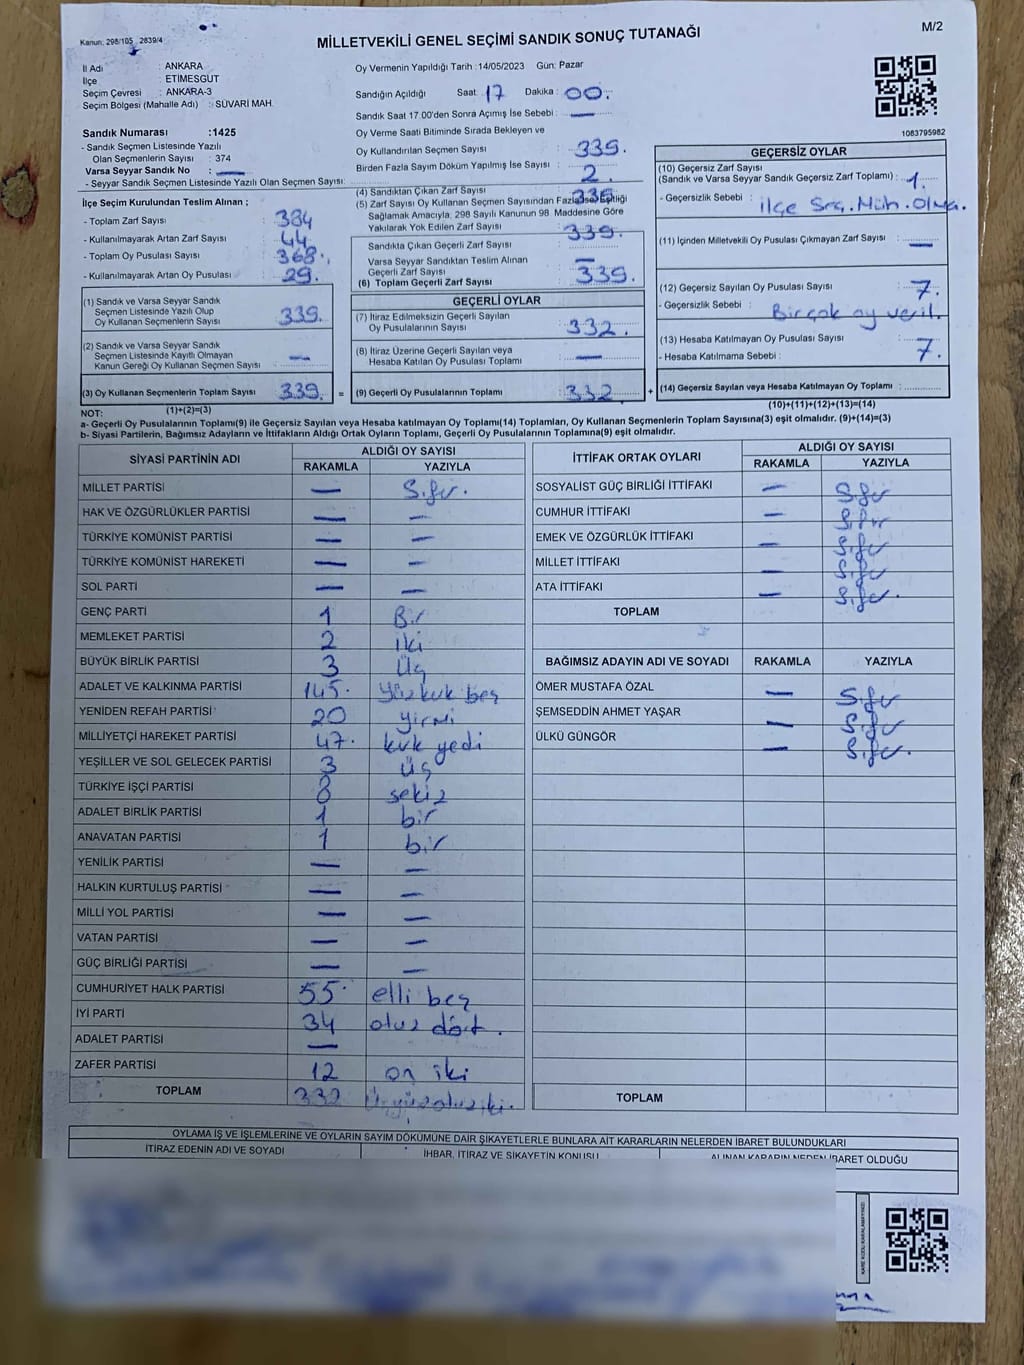 Kanun: 298/105 2839/4
MİLLETVEKİLİ GENEL SEÇİMİ SANDIK SONUÇ TUTANAĞI
M/2
İl Adı : ANKARA
İlçe : ETİMESGUT
Seçim Çevresi : ANKARA-3
Seçim Bölgesi (Mahalle Adı) : SÜVARİ MAH.
Oy Vermenin Yapıldığı Tarih :14/05/2023 Gün: Pazar
Sandığın Açıldığı Saat 17 Dakika : 00.
Sandık Saat 17.00'den Sonra Açımış İse Sebebi : —
Oy Verme Saati Bitiminde Sırada Bekleyen ve
Oy Kullandırılan Seçmen Sayısı : 339.
Birden Fazla Sayım Döküm Yapılmış İse Sayısı : 2.
1083795982
Sandık Numarası :1425
- Sandık Seçmen Listesinde Yazılı
Olan Seçmenlerin Sayısı : 374
Varsa Seyyar Sandık No : —
- Seyyar Sandık Seçmen Listesinde Yazılı Olan Seçmen Sayısı:
İlçe Seçim Kurulundan Teslim Alınan ;
- Toplam Zarf Sayısı : 384
- Kullanılmayarak Artan Zarf Sayısı : 44
- Toplam Oy Pusulası Sayısı : 368.
- Kullanılmayarak Artan Oy Pusulası : 29.
(1) Sandık ve Varsa Seyyar Sandık
Seçmen Listesinde Yazılı Olup
Oy Kullanan Seçmenlerin Sayısı : 339.
(2) Sandık ve Varsa Seyyar Sandık
Seçmen Listesinde Kayıtlı Olmayan
Kanun Gereği Oy Kullanan Seçmen Sayısı : —
(3) Oy Kullanan Seçmenlerin Toplam Sayısı : 339. =
(1)+(2)=(3)
(4) Sandıktan Çıkan Zarf Sayısı :
(5) Zarf Sayısı Oy Kullanan Seçmen Sayısından Fazla İse Eşitliği
Sağlamak Amacıyla, 298 Sayılı Kanunun 98. Maddesine Göre
Yakılarak Yok Edilen Zarf Sayısı : 339.
Sandıkta Çıkan Geçerli Zarf Sayısı
Varsa Seyyar Sandıktan Teslim Alınan
Geçerli Zarf Sayısı : —
(6) Toplam Geçerli Zarf Sayısı : 339.
GEÇERLİ OYLAR
(7) İtiraz Edilmeksizin Geçerli Sayılan
Oy Pusulalarının Sayısı : 332.
(8) İtiraz Üzerine Geçerli Sayılan veya
Hesaba Katılan Oy Pusulası Toplamı : —
(9) Geçerli Oy Pusulalarının Toplamı : 332. +
GEÇERSİZ OYLAR
(10) Geçersiz Zarf Sayısı
(Sandık ve Varsa Seyyar Sandık Geçersiz Zarf Toplamı) : 1.
- Geçersizlik Sebebi : ilçe Seç. Müh. Olma.
(11) İçinden Milletvekili Oy Pusulası Çıkmayan Zarf Sayısı : —
(12) Geçersiz Sayılan Oy Pusulası Sayısı : 7.
- Geçersizlik Sebebi : Birçok oy veril.
(13) Hesaba Katılmayan Oy Pusulası Sayısı : 7.
- Hesaba Katılmama Sebebi :
(14) Geçersiz Sayılan veya Hesaba Katılmayan Oy Toplamı :
(10)+(11)+(12)+(13)=(14)
NOT:
a- Geçerli Oy Pusulalarının Toplamı(9) ile Geçersiz Sayılan veya Hesaba katılmayan Oy Toplamı(14) Toplamları, Oy Kullanan Seçmenlerin Toplam Sayısına(3) eşit olmalıdır. (9)+(14)=(3)
b- Siyasi Partilerin, Bağımsız Adayların ve İttifakların Aldığı Ortak Oyların Toplamı, Geçerli Oy Pusulalarının Toplamına(9) eşit olmalıdır.
SİYASİ PARTİNİN ADI ALDIĞI OY SAYISI
RAKAMLA YAZIYLA
MİLLET PARTİSİ — Sıfır.
HAK VE ÖZGÜRLÜKLER PARTİSİ — —
TÜRKİYE KOMÜNİST PARTİSİ — —
TÜRKİYE KOMÜNİST HAREKETİ — —
SOL PARTİ — —
GENÇ PARTİ 1 Bir
MEMLEKET PARTİSİ 2 iki
BÜYÜK BİRLİK PARTİSİ 3 Üç
ADALET VE KALKINMA PARTİSİ 145. Yüzkırk beş
YENİDEN REFAH PARTİSİ 20 yirmi
MİLLİYETÇİ HAREKET PARTİSİ 47. kırk yedi
YEŞİLLER VE SOL GELECEK PARTİSİ 3 üç
TÜRKİYE İŞÇİ PARTİSİ 8 sekiz
ADALET BİRLİK PARTİSİ 1 bir
ANAVATAN PARTİSİ 1 bir
YENİLİK PARTİSİ — —
HALKIN KURTULUŞ PARTİSİ — —
MİLLİ YOL PARTİSİ — —
VATAN PARTİSİ — —
GÜÇ BİRLİĞİ PARTİSİ — —
CUMHURİYET HALK PARTİSİ 55. elli beş
İYİ PARTİ 34 otuz dört.
ADALET PARTİSİ —
ZAFER PARTİSİ 12 on iki
TOPLAM 332 Üçyüzotuziki.
İTTİFAK ORTAK OYLARI ALDIĞI OY SAYISI
RAKAMLA YAZIYLA
SOSYALİST GÜÇ BİRLİĞİ İTTİFAKI — Sıfır
CUMHUR İTTİFAKI — Sıfır
EMEK VE ÖZGÜRLÜK İTTİFAKI — Sıfır
MİLLET İTTİFAKI — Sıfır
ATA İTTİFAKI — Sıfır.
TOPLAM
BAĞIMSIZ ADAYIN ADI VE SOYADI RAKAMLA YAZIYLA
ÖMER MUSTAFA ÖZAL — Sıfır
ŞEMSEDDİN AHMET YAŞAR — Sıfır
ÜLKÜ GÜNGÖR — Sıfır.
TOPLAM
OYLAMA İŞ VE İŞLEMLERİNE VE OYLARIN SAYIM DÖKÜMÜNE DAİR ŞİKAYETLERLE BUNLARA AİT KARARLARIN NELERDEN İBARET BULUNDUKLARI
İTİRAZ EDENİN ADI VE SOYADI İHBAR, İTİRAZ VE ŞİKAYETİN KONUSU ALINAN KARARIN NEDEN İBARET OLDUĞU
KARE KODU KARALAMAYINIZ!